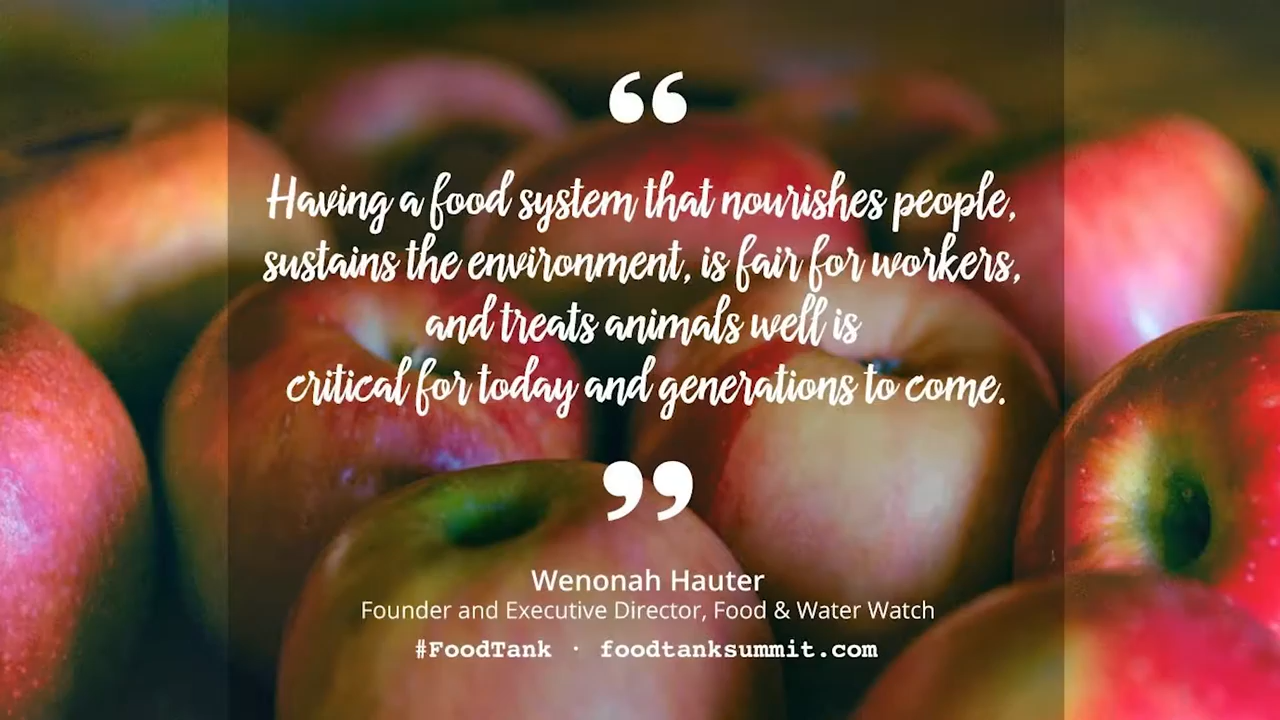 “
Having a food system that nourishes people,
sustains the environment, is fair for workers,
and treats animals well is
critical for today and generations to come.
”
Wenonah Hauter
Founder and Executive Director, Food & Water Watch
#FoodTank · foodtanksummit.com